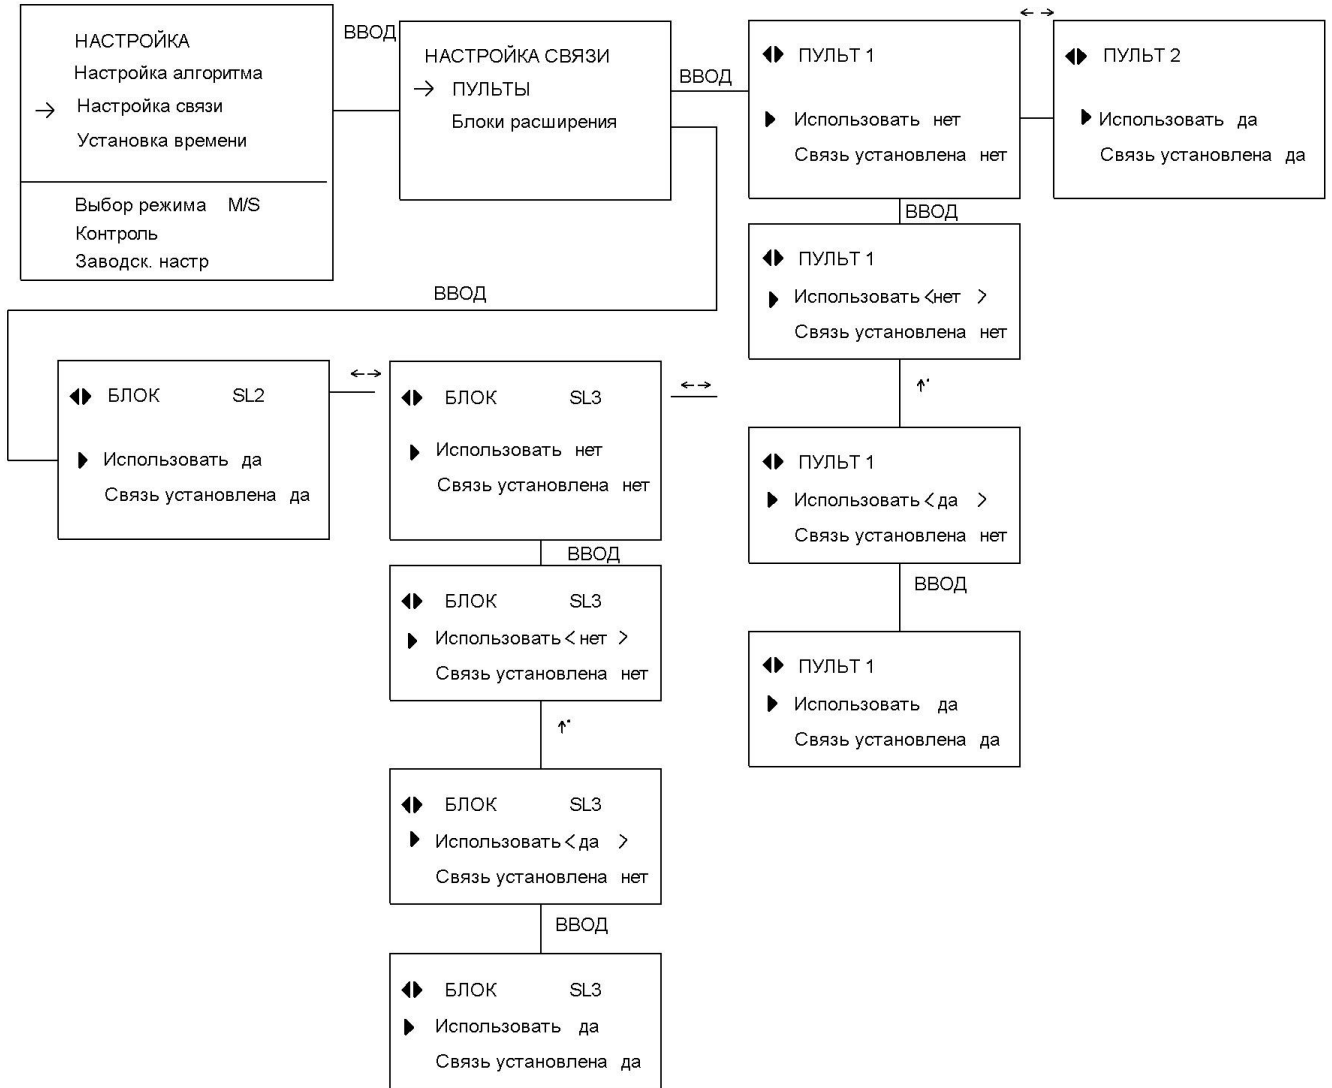 НАСТРОЙКА
Настройка алгоритма
Настройка связи
Установка времени
Выбор режима M/S
Контроль
Заводск. настр
ВВОД
НАСТРОЙКА СВЯЗИ
ПУЛЬТЫ
Блоки расширения
ВВОД
ПУЛЬТ 1
Использовать нет
Связь установлена нет
ПУЛЬТ 2
Использовать да
Связь установлена да
ВВОД
ПУЛЬТ 1
Использовать <нет >
Связь установлена нет
ПУЛЬТ 1
Использовать < да >
Связь установлена нет
ВВОД
ПУЛЬТ 1
Использовать да
Связь установлена да
ВВОД
БЛОК SL2
Использовать да
Связь установлена да
БЛОК SL3
Использовать нет
Связь установлена нет
ВВОД
БЛОК SL3
Использовать < нет >
Связь установлена нет
БЛОК SL3
Использовать < да >
Связь установлена нет
ВВОД
БЛОК SL3
Использовать да
Связь установлена да